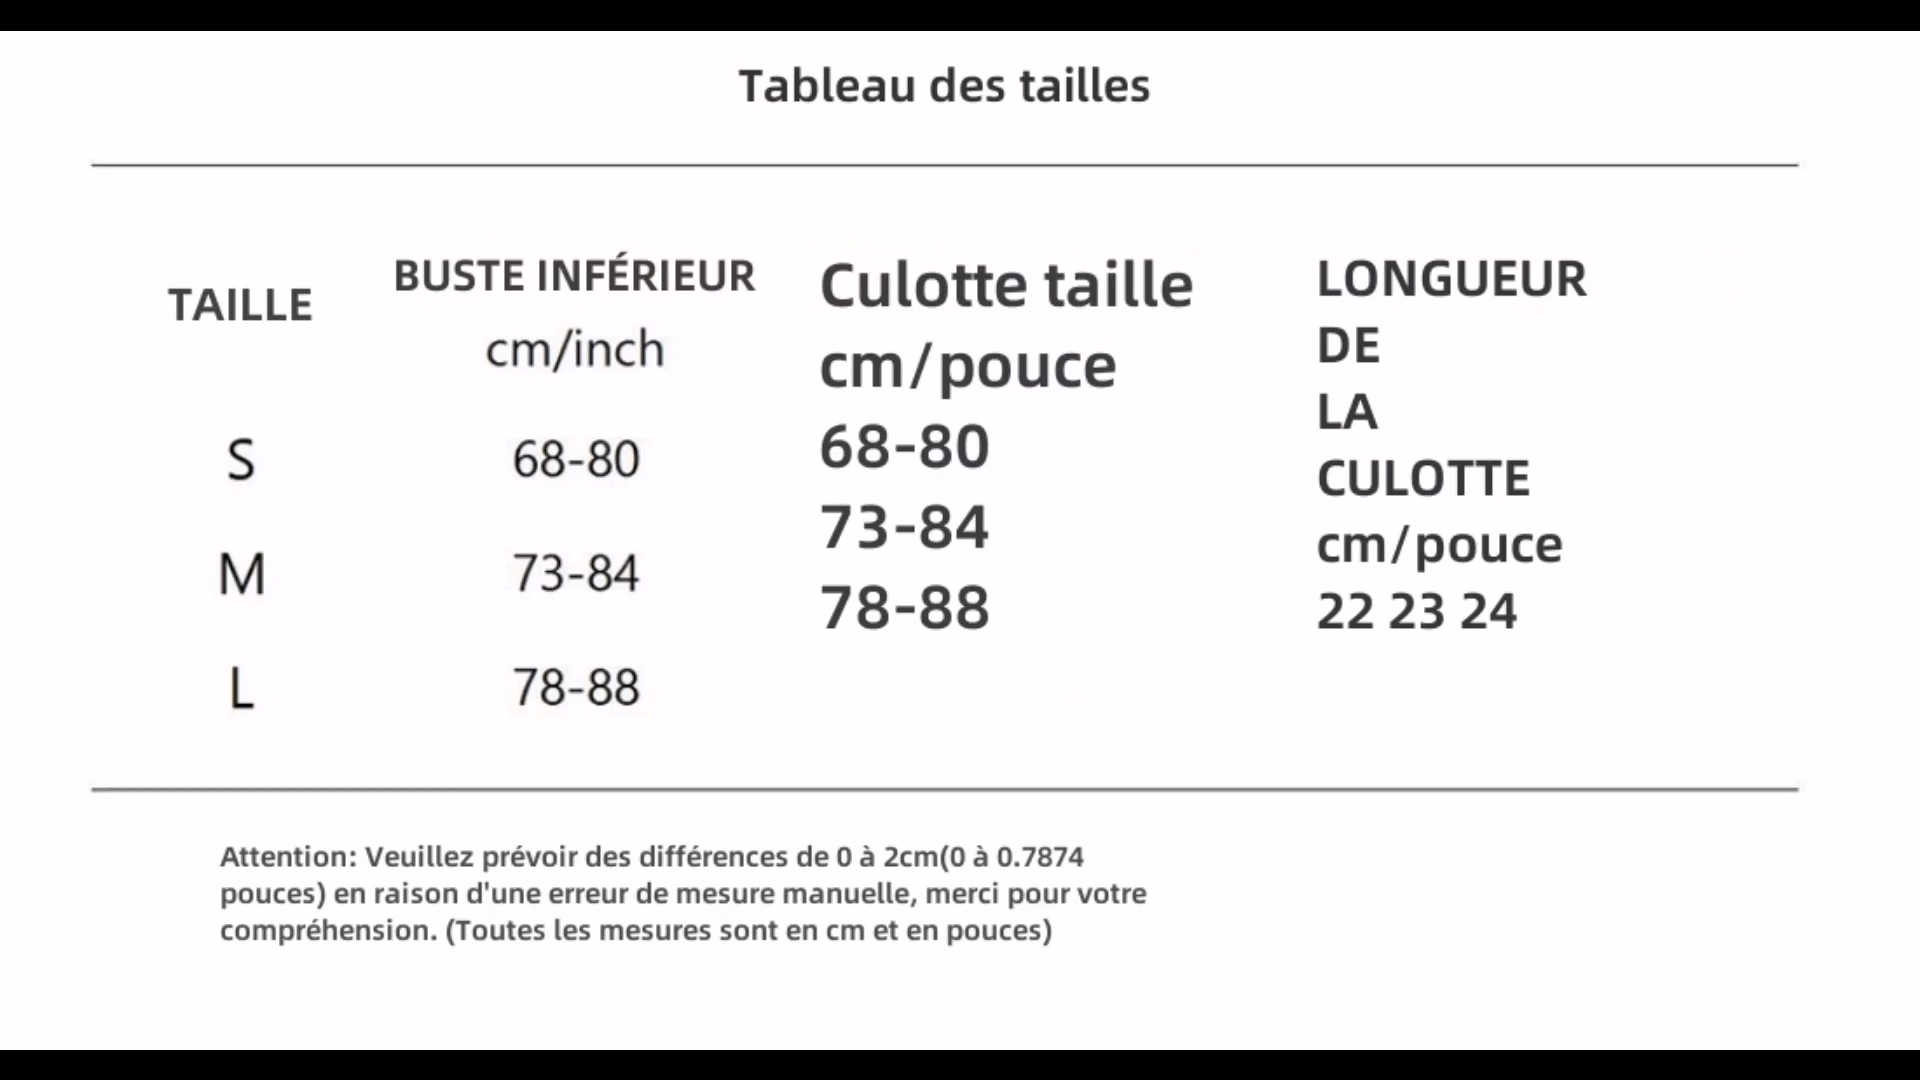 Tableau des tailles
TAILLE
BUSTE INFÉRIEUR
cm/inch
S
68-80
M
73-84
L
78-88
Culotte taille
cm/pouce
68-80
73-84
78-88
LONGUEUR
DE
LA
CULOTTE
cm/pouce
22 23 24
Attention: Veuillez prévoir des différences de 0 à 2cm(0 à 0.7874
pouces) en raison d'une erreur de mesure manuelle, merci pour votre
compréhension. (Toutes les mesures sont en cm et en pouces)